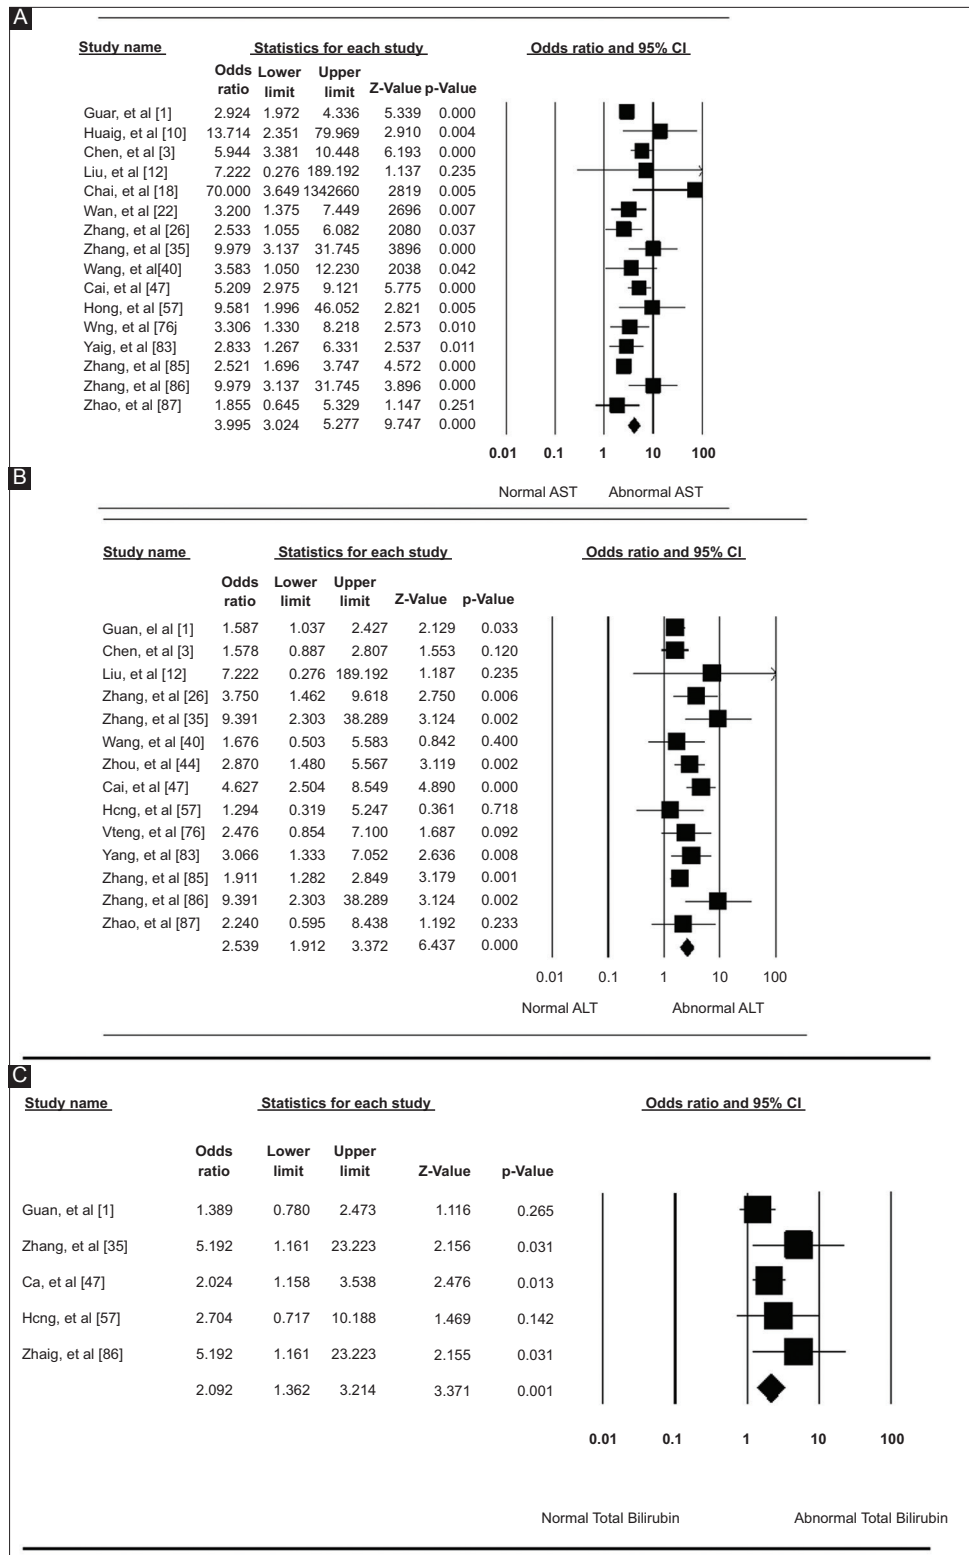 A
Study name Statistics for each study Odds ratio and 95% CI
Odds Lower Upper
ratio limit limit Z-Value p-Value
Guar, et al [1] 2.924 1.972 4.336 5.339 0.000
Huaig, et al [10] 13.714 2.351 79.969 2.910 0.004
Chen, et al [3] 5.944 3.381 10.448 6.193 0.000
Liu, et al [12] 7.222 0.276 189.192 1.137 0.235
Chai, et al [18] 70.000 3.649 1342660 2819 0.005
Wan, et al [22] 3.200 1.375 7.449 2696 0.007
Zhang, et al [26] 2.533 1.055 6.082 2080 0.037
Zhang, et al [35] 9.979 3.137 31.745 3896 0.000
Wang, et al[40] 3.583 1.050 12.230 2038 0.042
Cai, et al [47] 5.209 2.975 9.121 5.775 0.000
Hong, et al [57] 9.581 1.996 46.052 2.821 0.005
Wng, et al [76j 3.306 1.330 8.218 2.573 0.010
Yaig, et al [83] 2.833 1.267 6.331 2.537 0.011
Zhang, et al [85] 2.521 1.696 3.747 4.572 0.000
Zhang, et al [86] 9.979 3.137 31.745 3.896 0.000
Zhao, et al [87] 1.855 0.645 5.329 1.147 0.251
3.995 3.024 5.277 9.747 0.000
0.01 0.1 1 10 100
Normal AST Abnormal AST
B
Study name Statistics for each study Odds ratio and 95% CI
Odds Lower Upper
ratio limit limit Z-Value p-Value
Guan, el al [1] 1.587 1.037 2.427 2.129 0.033
Chen, et al [3] 1.578 0.887 2.807 1.553 0.120
Liu, et al [12] 7.222 0.276 189.192 1.187 0.235
Zhang, et al [26] 3.750 1.462 9.618 2.750 0.006
Zhang, et al [35] 9.391 2.303 38.289 3.124 0.002
Wang, et al [40] 1.676 0.503 5.583 0.842 0.400
Zhou, et al [44] 2.870 1.480 5.567 3.119 0.002
Cai, et al [47] 4.627 2.504 8.549 4.890 0.000
Hcng, et al [57] 1.294 0.319 5.247 0.361 0.718
Vteng, et al [76] 2.476 0.854 7.100 1.687 0.092
Yang, et al [83] 3.066 1.333 7.052 2.636 0.008
Zhang, et al [85] 1.911 1.282 2.849 3.179 0.001
Zhang, et al [86] 9.391 2.303 38.289 3.124 0.002
Zhao, et al [87] 2.240 0.595 8.438 1.192 0.233
2.539 1.912 3.372 6.437 0.000
0.01 0.1 1 10 100
Normal ALT Abnormal ALT
C
Study name Statistics for each study Odds ratio and 95% CI
Odds Lower Upper
ratio limit limit Z-Value p-Value
Guan, et al [1] 1.389 0.780 2.473 1.116 0.265
Zhang, et al [35] 5.192 1.161 23.223 2.156 0.031
Ca, et al [47] 2.024 1.158 3.538 2.476 0.013
Hcng, et al [57] 2.704 0.717 10.188 1.469 0.142
Zhaig, et al [86] 5.192 1.161 23.223 2.155 0.031
2.092 1.362 3.214 3.371 0.001
0.01 0.1 1 10 100
Normal Total Bilirubin Abnormal Total Bilirubin